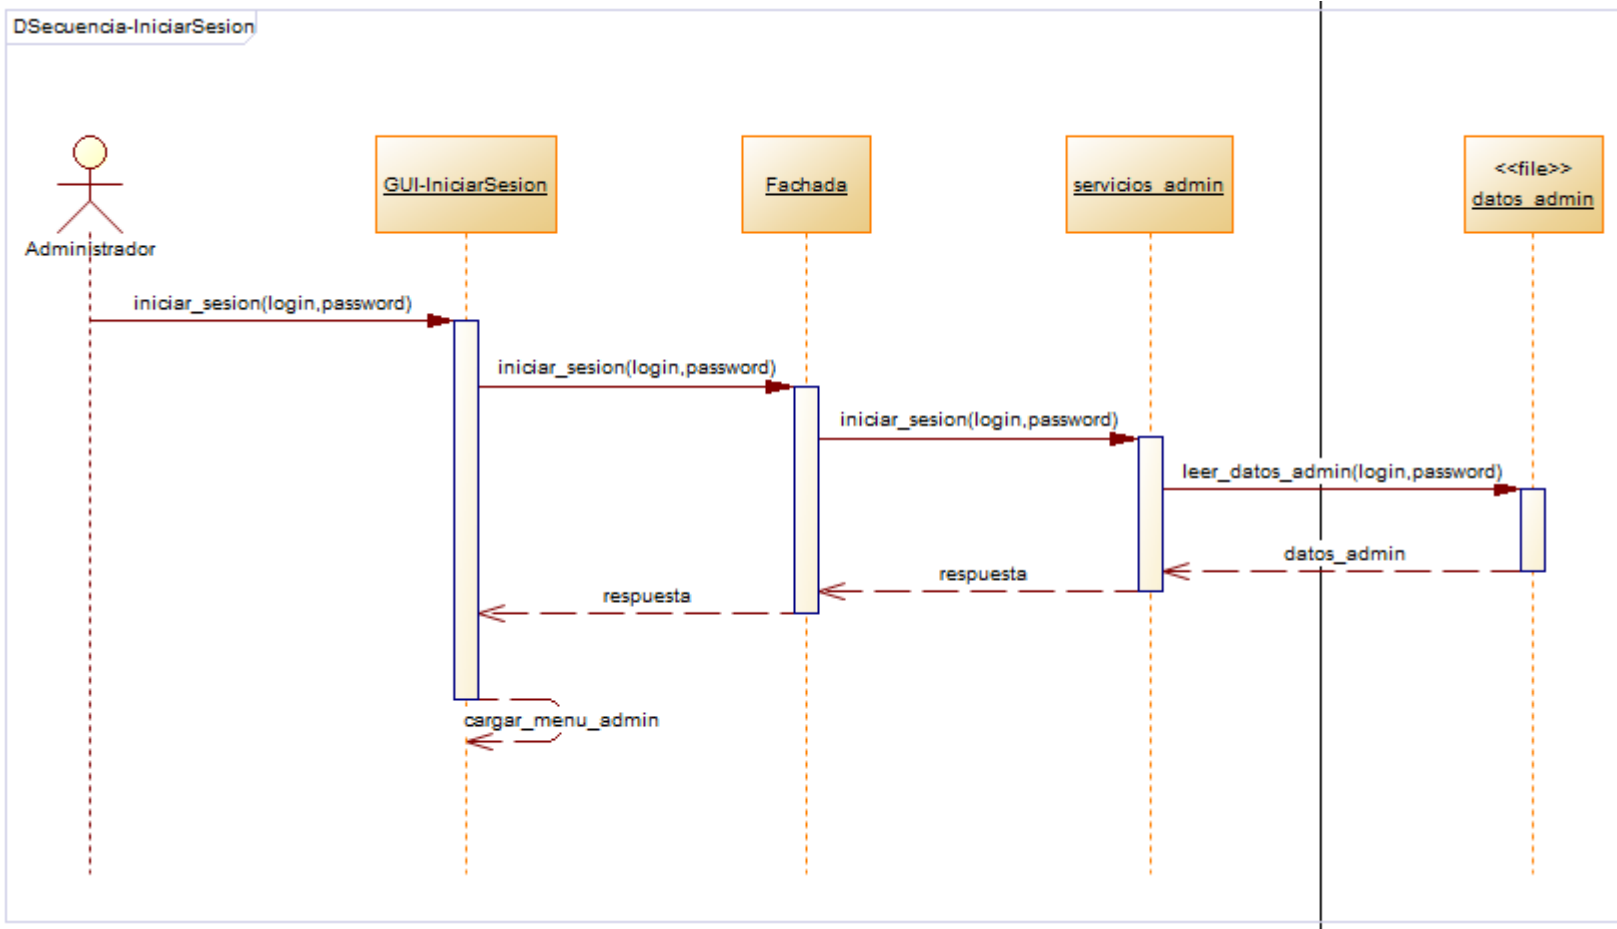 DSecuencia-IniciarSesion
Administrador
GUI-IniciarSesion
Fachada
servicios_admin
<<file>>
datos_admin
iniciar_sesion(login,password)
iniciar_sesion(login,password)
iniciar_sesion(login,password)
leer_datos_admin(login,password)
datos_admin
respuesta
respuesta
cargar_menu_admin